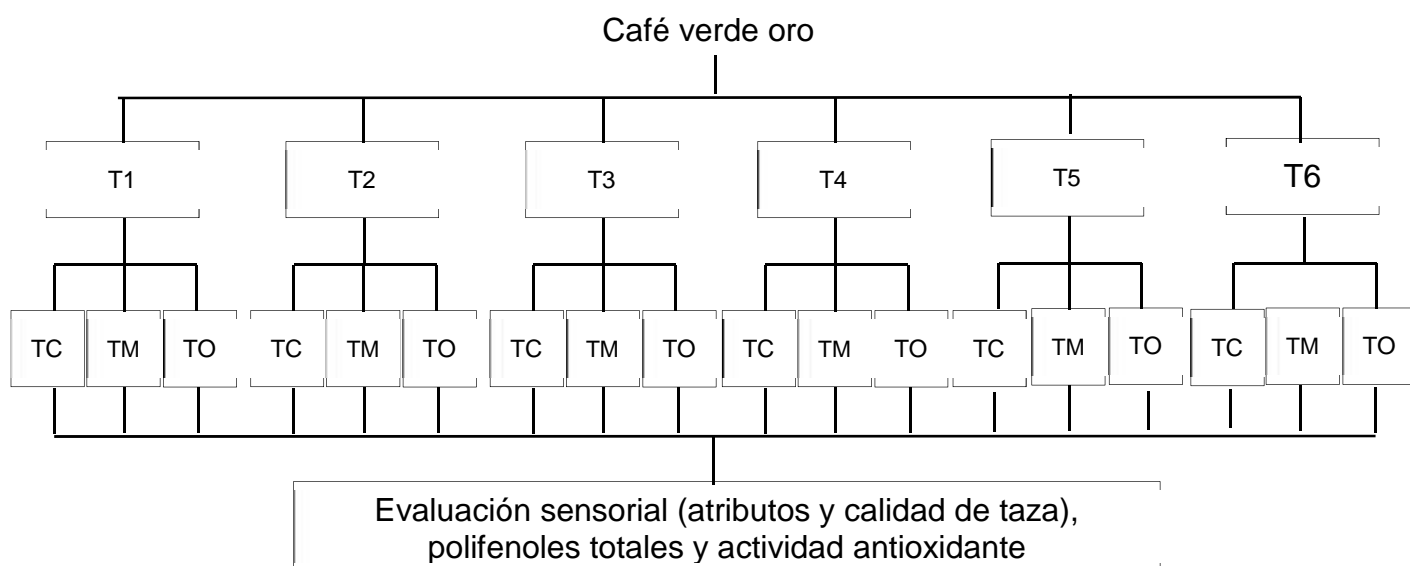 Café verde oro
T1 T2 T3 T4 T5 T6
TC TM TO TC TM TO TC TM TO TC TM TO TC TM TO TC TM TO
Evaluación sensorial (atributos y calidad de taza),
polifenoles totales y actividad antioxidante